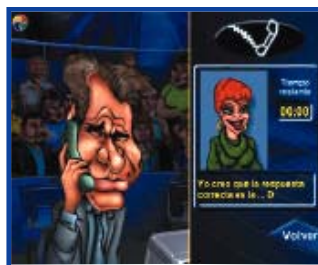 Tiempo
restante
00:00
Yo creo que la respuesta
correcta es la... D
Volver